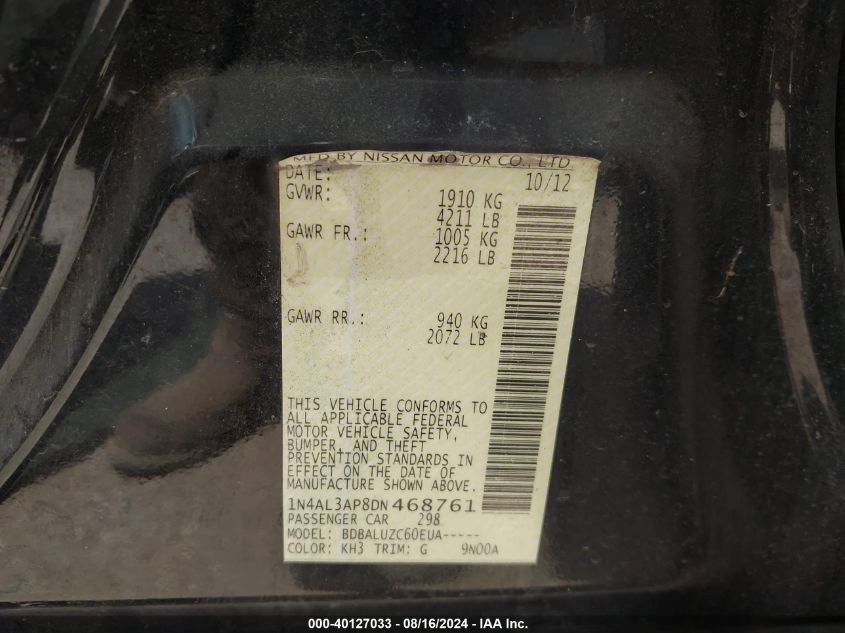 MFD BY NISSAN MOTOR CO., LTD
DATE: 10/12
GVWR: 1910 KG
4211 LB
GAWR FR.: 1005 KG
2216 LB
GAWR RR.: 940 KG
2072 LB
THIS VEHICLE CONFORMS TO
ALL APPLICABLE FEDERAL
MOTOR VEHICLE SAFETY,
BUMPER, AND THEFT
PREVENTION STANDARDS IN
EFFECT ON THE DATE OF
MANUFACTURE SHOWN ABOVE.
1N4AL3AP8DN468761
PASSENGER CAR 298
MODEL: BDBALUZC60EUA-----
COLOR: KH3 TRIM: G 9N00A
000-40127033 - 08/16/2024 - IAA Inc.